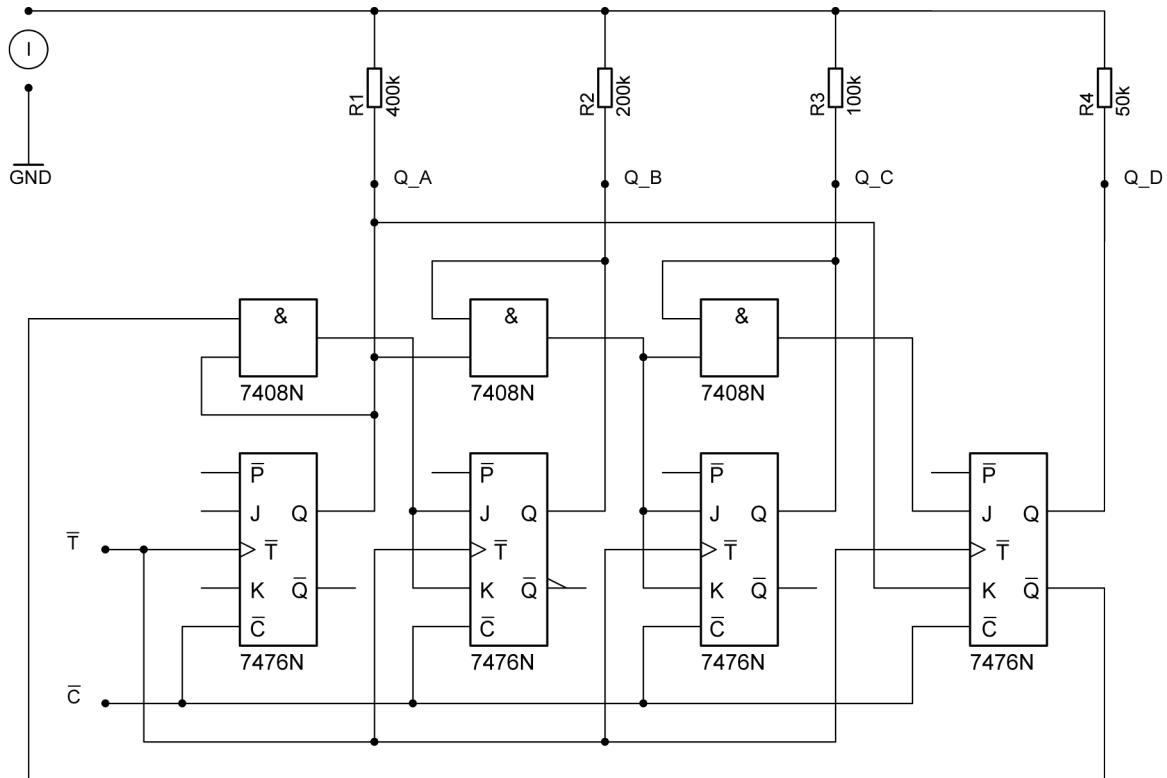 I
GND
R1 400k
R2 200k
R3 100k
R4 50k
Q_A
Q_B
Q_C
Q_D
&
7408N
&
7408N
&
7408N
T̅
C̅
P̅
J Q
T̅
K Q̅
C̅
7476N
P̅
J Q
T̅
K Q̅
C̅
7476N
P̅
J Q
T̅
K Q̅
C̅
7476N
P̅
J Q
T̅
K Q̅
C̅
7476N